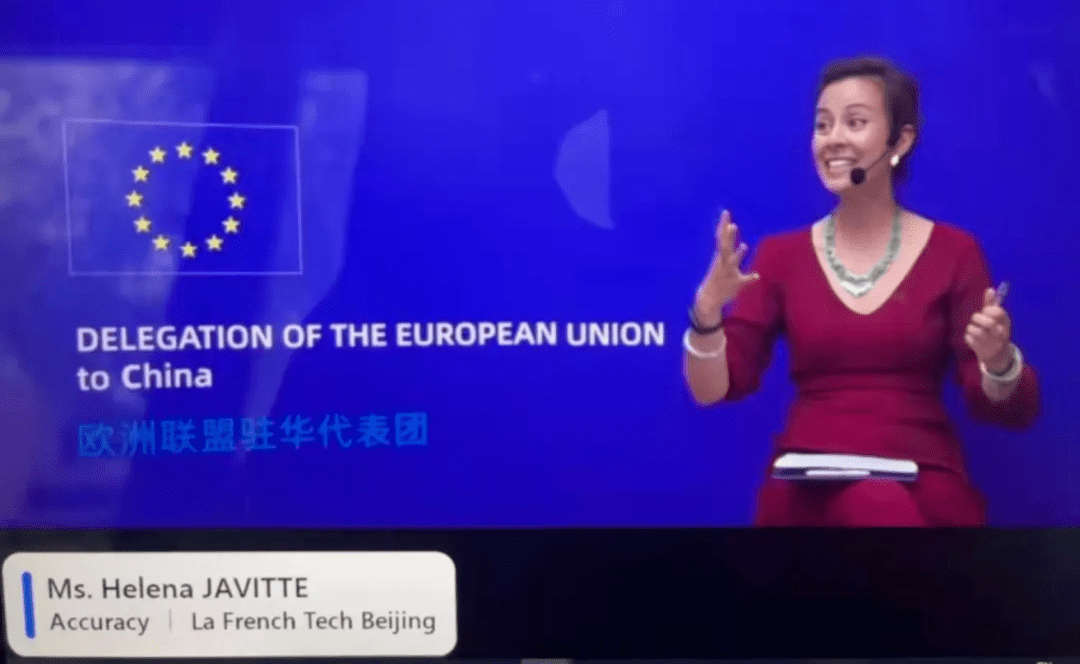 DELEGATION OF THE EUROPEAN UNION
to China
欧洲联盟驻华代表团
Ms. Helena JAVITTE
Accuracy | La French Tech Beijing